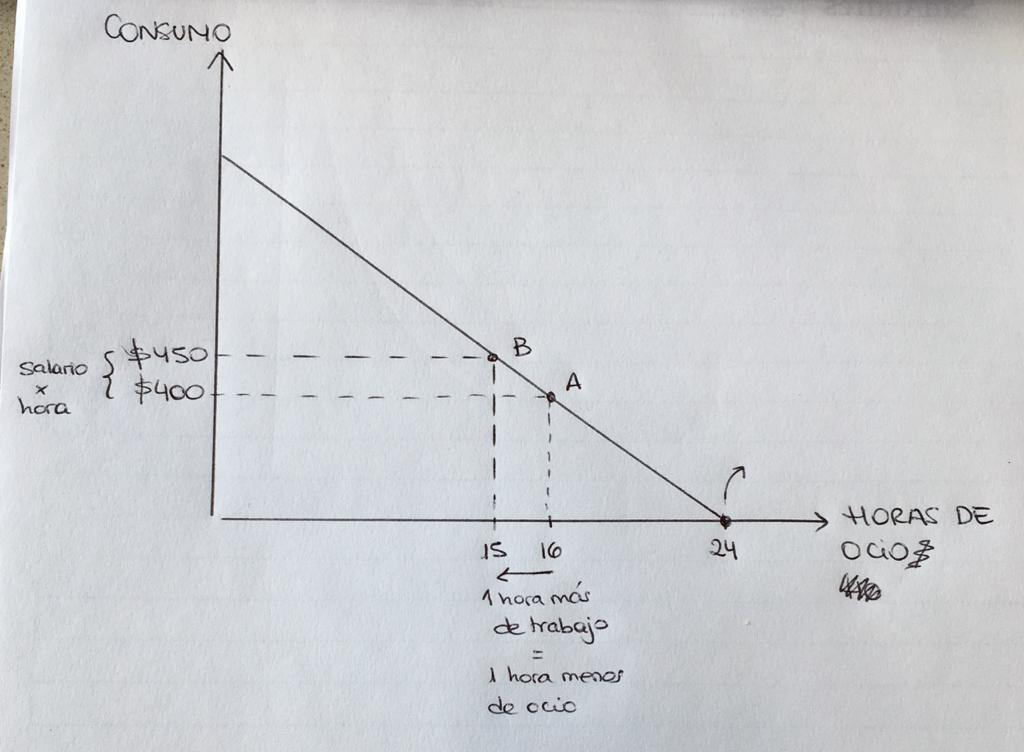 CONSUMO
salario
x
hora
$450
$400
B
A
15 16 24
HORAS DE
OCIO
1 hora más
de trabajo
=
1 hora menos
de ocio